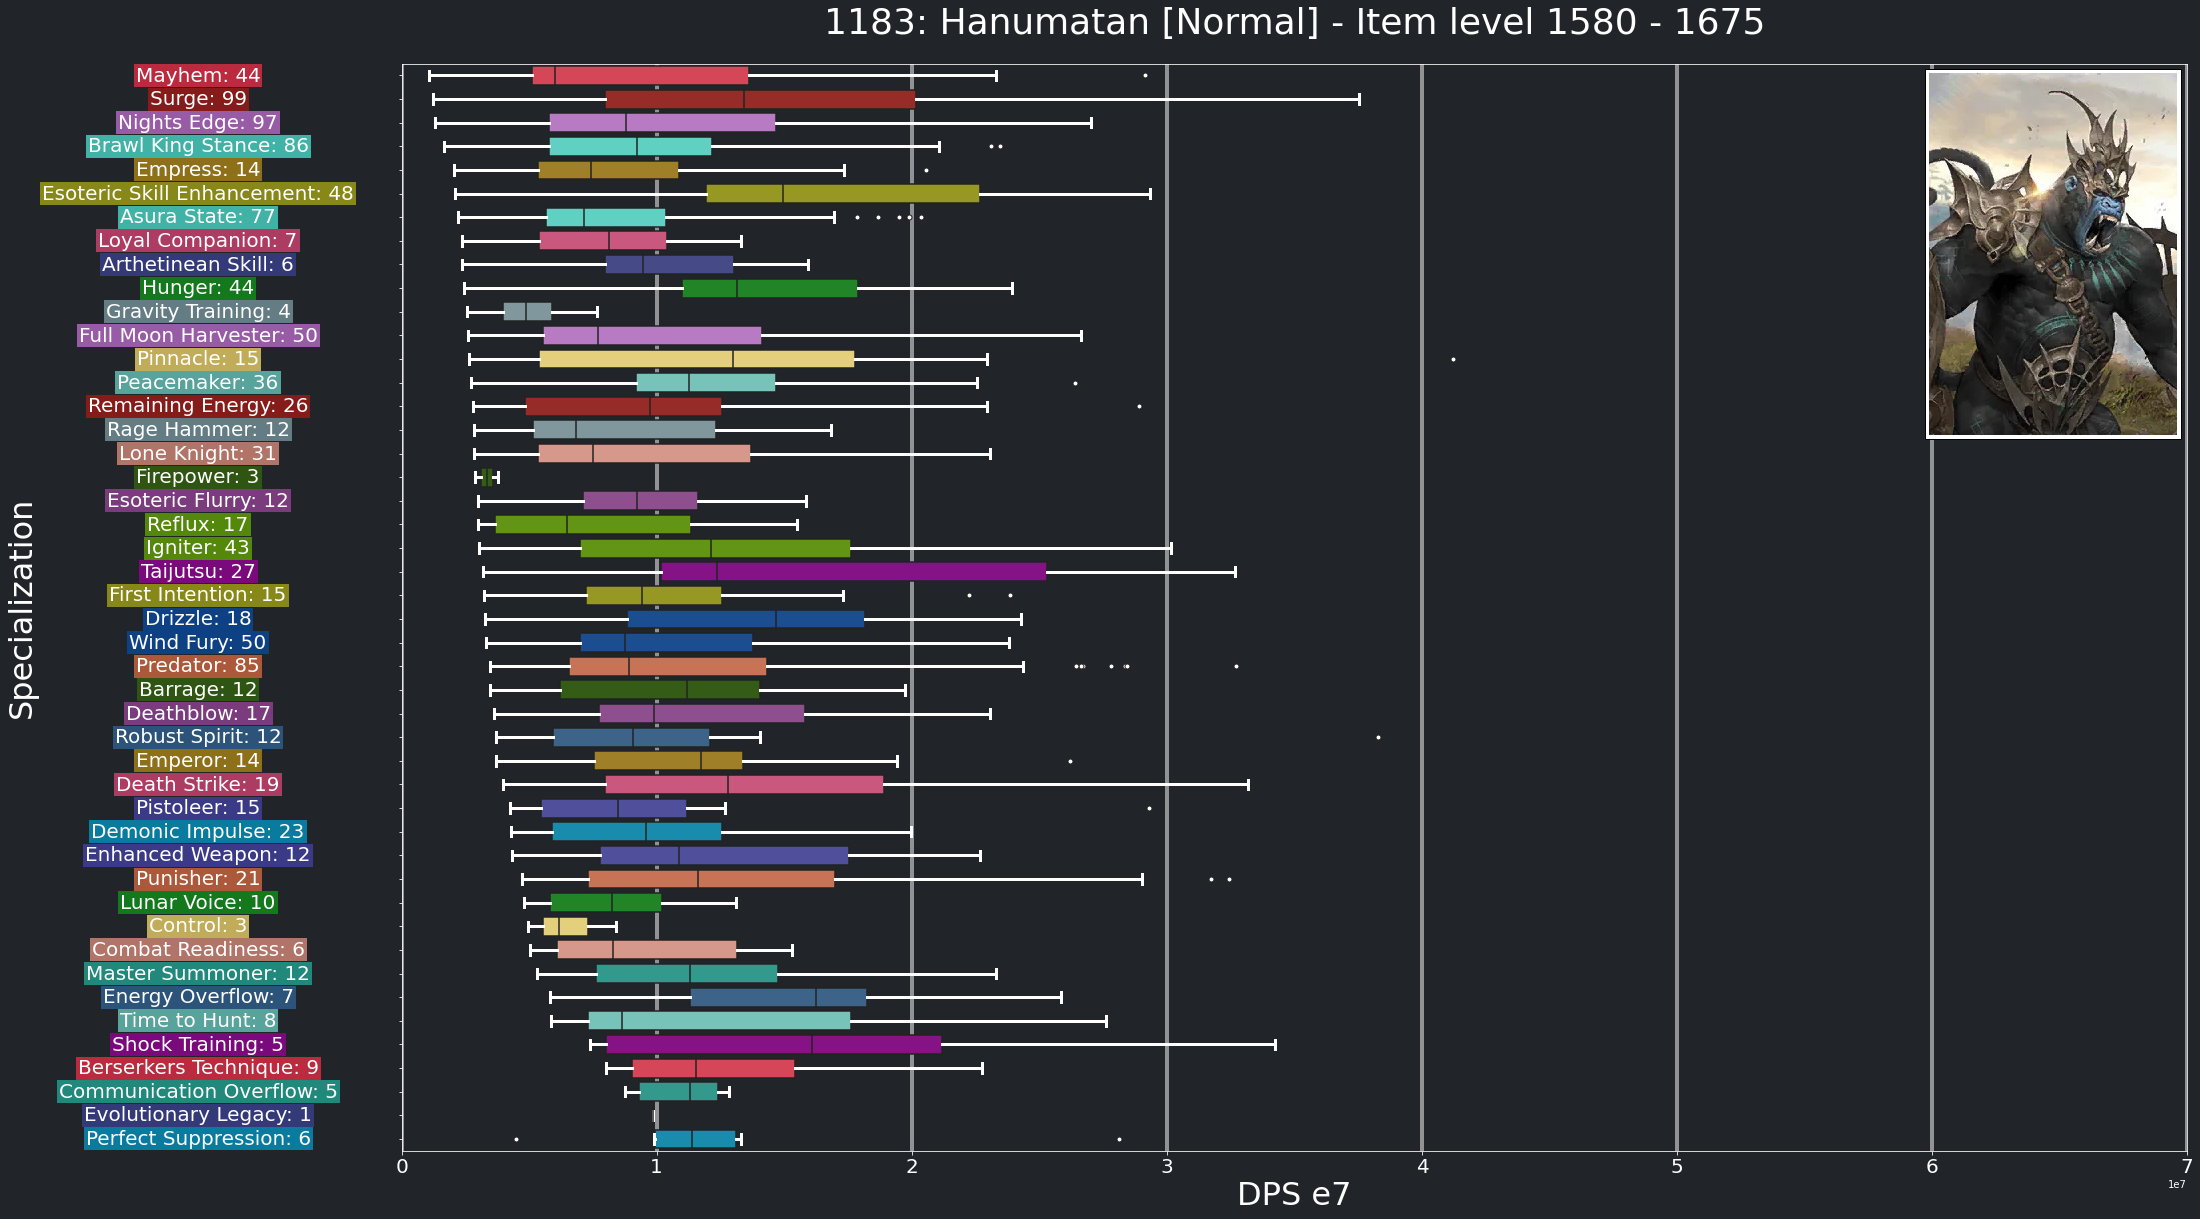 1183: Hanumatan [Normal] - Item level 1580 - 1675
Specialization
Mayhem: 44
Surge: 99
Nights Edge: 97
Brawl King Stance: 86
Empress: 14
Esoteric Skill Enhancement: 48
Asura State: 77
Loyal Companion: 7
Arthetinean Skill: 6
Hunger: 44
Gravity Training: 4
Full Moon Harvester: 50
Pinnacle: 15
Peacemaker: 36
Remaining Energy: 26
Rage Hammer: 12
Lone Knight: 31
Firepower: 3
Esoteric Flurry: 12
Reflux: 17
Igniter: 43
Taijutsu: 27
First Intention: 15
Drizzle: 18
Wind Fury: 50
Predator: 85
Barrage: 12
Deathblow: 17
Robust Spirit: 12
Emperor: 14
Death Strike: 19
Pistoleer: 15
Demonic Impulse: 23
Enhanced Weapon: 12
Punisher: 21
Lunar Voice: 10
Control: 3
Combat Readiness: 6
Master Summoner: 12
Energy Overflow: 7
Time to Hunt: 8
Shock Training: 5
Berserkers Technique: 9
Communication Overflow: 5
Evolutionary Legacy: 1
Perfect Suppression: 6
0 1 2 3 4 5 6 7
1e7
DPS e7